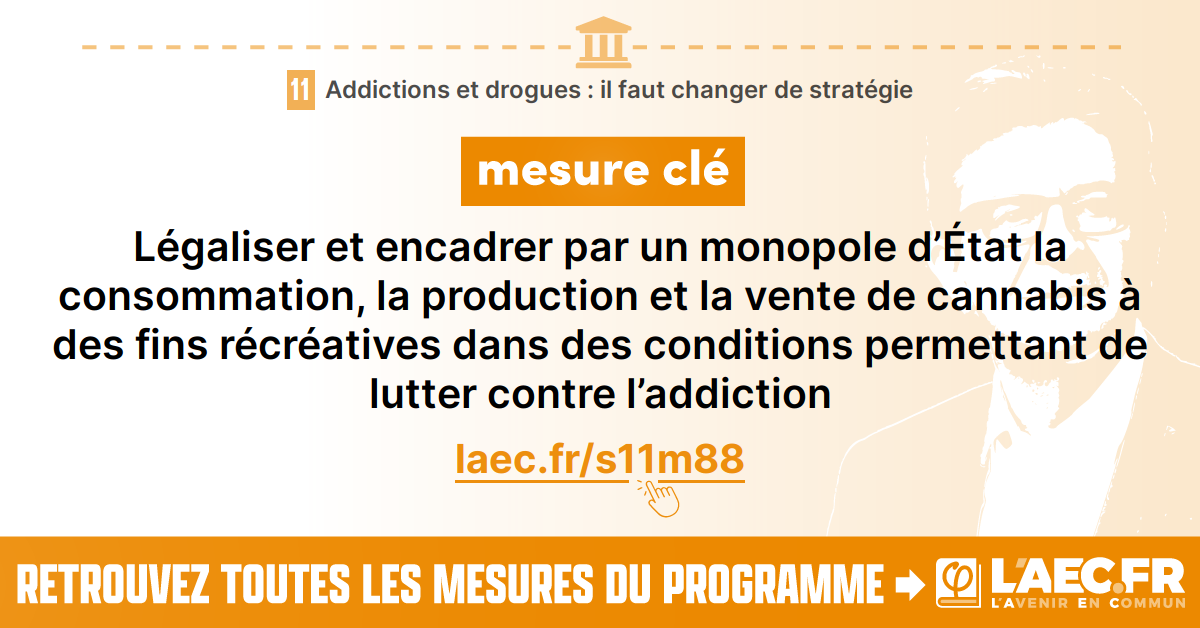 11 Addictions et drogues : il faut changer de stratégie
mesure clé
Légaliser et encadrer par un monopole d’État la
consommation, la production et la vente de cannabis à
des fins récréatives dans des conditions permettant de
lutter contre l’addiction
laec.fr/s11m88
RETROUVEZ TOUTES LES MESURES DU PROGRAMME → φ L'AEC.FR
L'AVENIR EN COMMUN